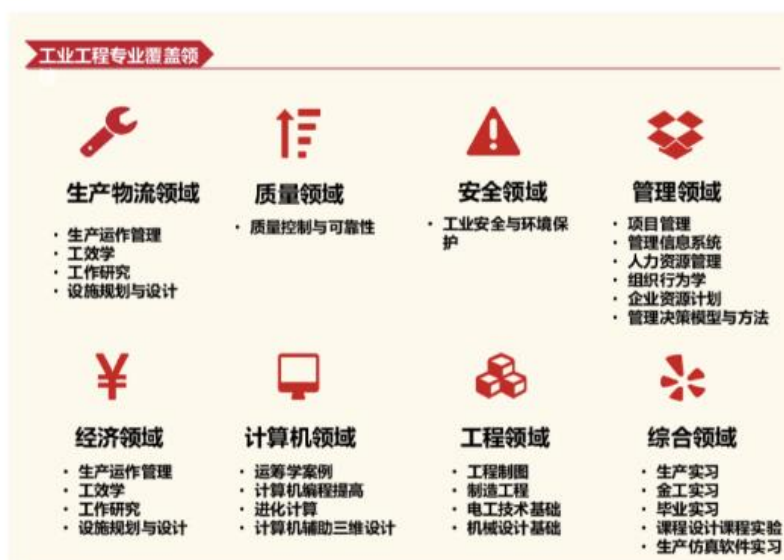 工业工程专业覆盖领
生产物流领域
· 生产运作管理
· 工效学
· 工作研究
· 设施规划与设计
质量领域
· 质量控制与可靠性
安全领域
· 工业安全与环境保
护
管理领域
· 项目管理
· 管理信息系统
· 人力资源管理
· 组织行为学
· 企业资源计划
· 管理决策模型与方法
¥
经济领域
· 生产运作管理
· 工效学
· 工作研究
· 设施规划与设计
计算机领域
· 运筹学案例
· 计算机编程提高
· 进化计算
· 计算机辅助三维设计
工程领域
· 工程制图
· 制造工程
· 电工技术基础
· 机械设计基础
综合领域
· 生产实习
· 金工实习
· 毕业实习
· 课程设计课程实验
· 生产仿真软件实习